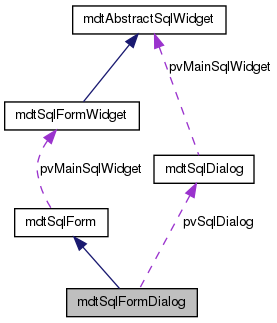 mdtAbstractSqlWidget
pvMainSqlWidget
mdtSqlFormWidget
pvMainSqlWidget
mdtSqlDialog
mdtSqlForm
pvSqlDialog
mdtSqlFormDialog